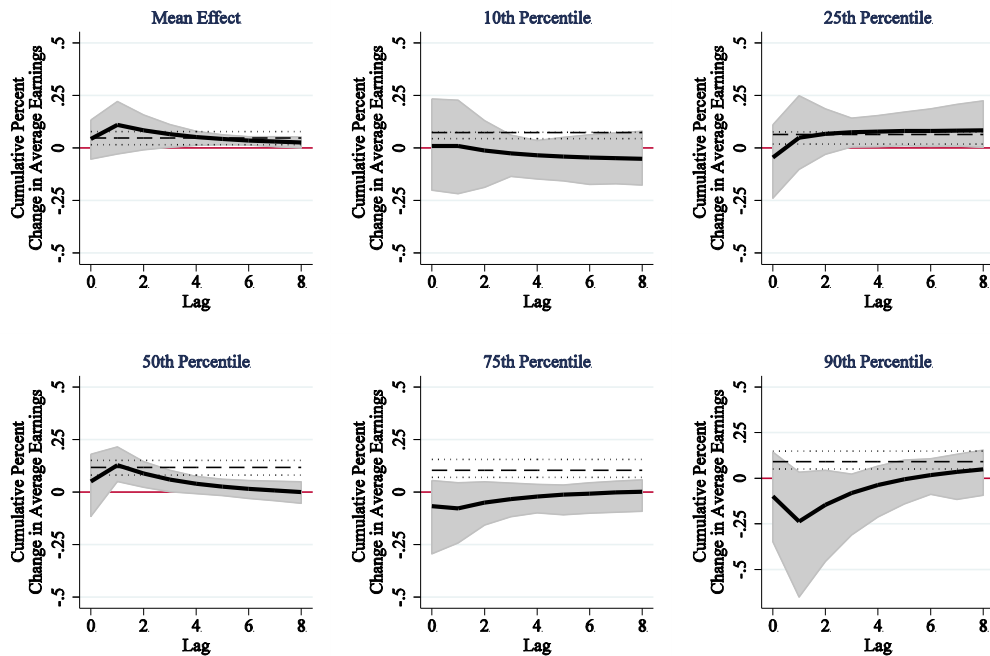 Mean Effect
Cumulative Percent
Change in Average Earnings
.5
.25
0
-.25
-.5
0. 2. 4. 6. 8.
Lag
10th Percentile.
Cumulative Percent
Change in Average Earnings
.5
.25
0
-.25
-.5
0. 2. 4. 6. 8.
Lag
25th Percentile.
Cumulative Percent
Change in Average Earnings
.5
.25
0
-.25
-.5
0. 2. 4. 6. 8.
Lag
50th Percentile.
Cumulative Percent
Change in Average Earnings
.5
.25
0
-.25
-.5
0. 2. 4. 6. 8.
Lag
75th Percentile.
Cumulative Percent
Change in Average Earnings
.5
.25
0
-.25
-.5
0. 2. 4. 6. 8.
Lag
90th Percentile.
Cumulative Percent
Change in Average Earnings
.5
.25
0
-.25
-.5
0. 2. 4. 6. 8.
Lag